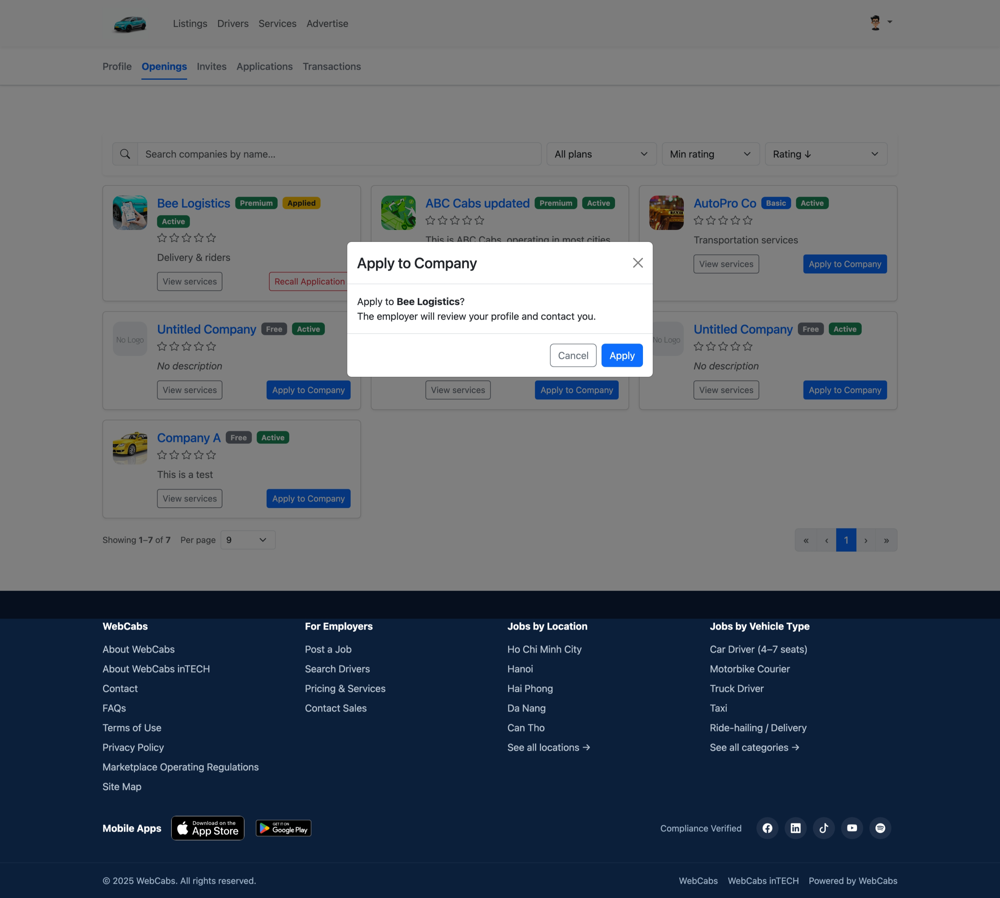 Listings Drivers Services Advertise
Profile Openings Invites Applications Transactions
Search companies by name... All plans Min rating Rating ↓
Bee Logistics Premium Applied
Active
Delivery & riders
View services Recall Application
ABC Cabs updated Premium Active
This is ABC Cabs, operating in most cities
AutoPro Co Basic Active
TAXI
Transportation services
View services Apply to Company
Apply to Company
Apply to Bee Logistics?
The employer will review your profile and contact you.
Cancel Apply
No Logo
Untitled Company Free Active
No description
View services Apply to Company
View services Apply to Company
No Logo
Untitled Company Free Active
No description
View services Apply to Company
Company A Free Active
This is a test
View services Apply to Company
Showing 1–7 of 7 Per page 9
« ‹ 1 › »
WebCabs
About WebCabs
About WebCabs inTECH
Contact
FAQs
Terms of Use
Privacy Policy
Marketplace Operating Regulations
Site Map
For Employers
Post a Job
Search Drivers
Pricing & Services
Contact Sales
Jobs by Location
Ho Chi Minh City
Hanoi
Hai Phong
Da Nang
Can Tho
See all locations →
Jobs by Vehicle Type
Car Driver (4–7 seats)
Motorbike Courier
Truck Driver
Taxi
Ride-hailing / Delivery
See all categories →
Mobile Apps
Download on the
App Store
GET IT ON
Google Play
Compliance Verified
© 2025 WebCabs. All rights reserved.
WebCabs WebCabs inTECH Powered by WebCabs